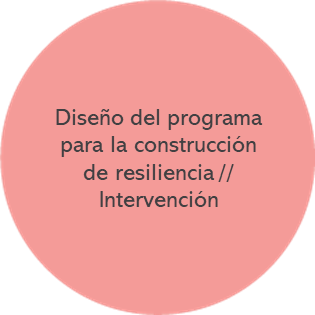 Diseño del programa
para la construcción
de resiliencia //
Intervención